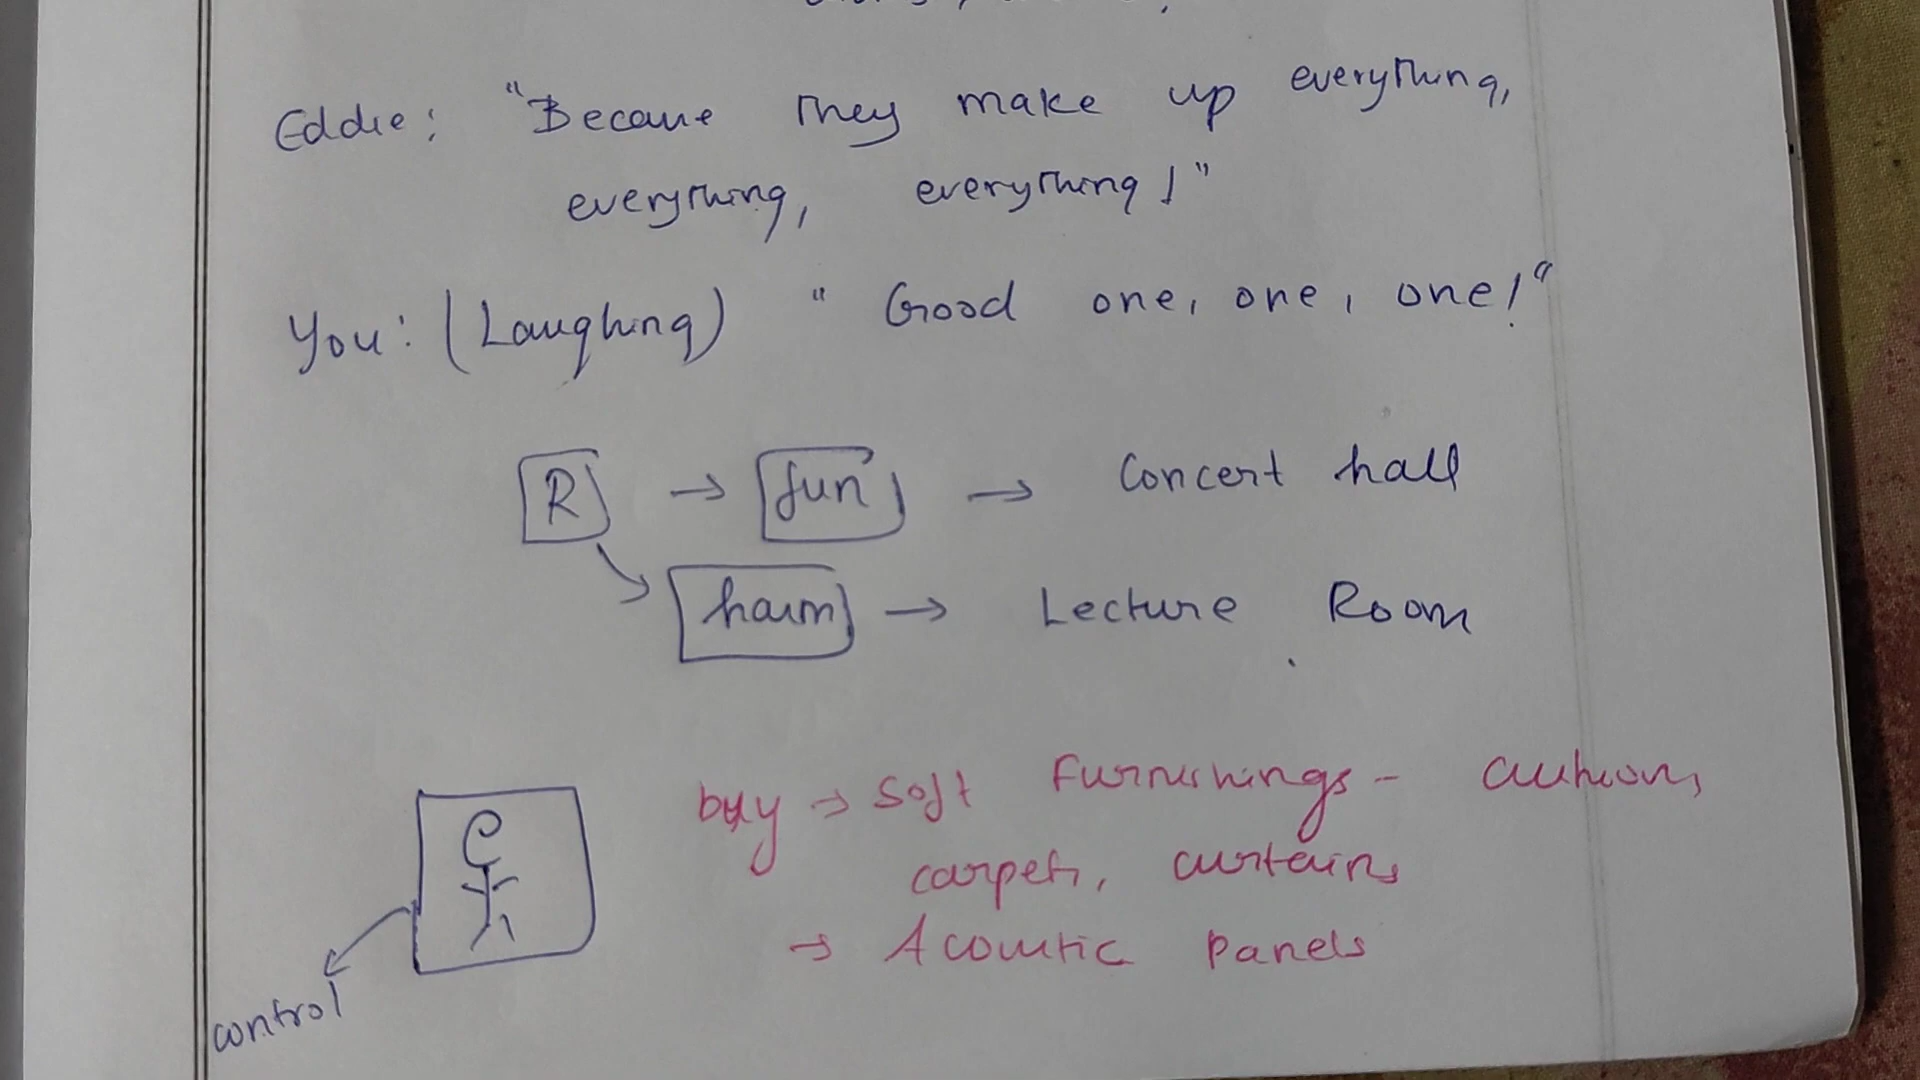 Eddie: "Because They make up everything,
everything, everything!"
You: (Laughing) " Good one, one, one!"
R → fun → Concert hall
harm → Lecture Room
buy → Soft Furnishings - cushions,
carpets, curtains
→ Acoustic Panels
control